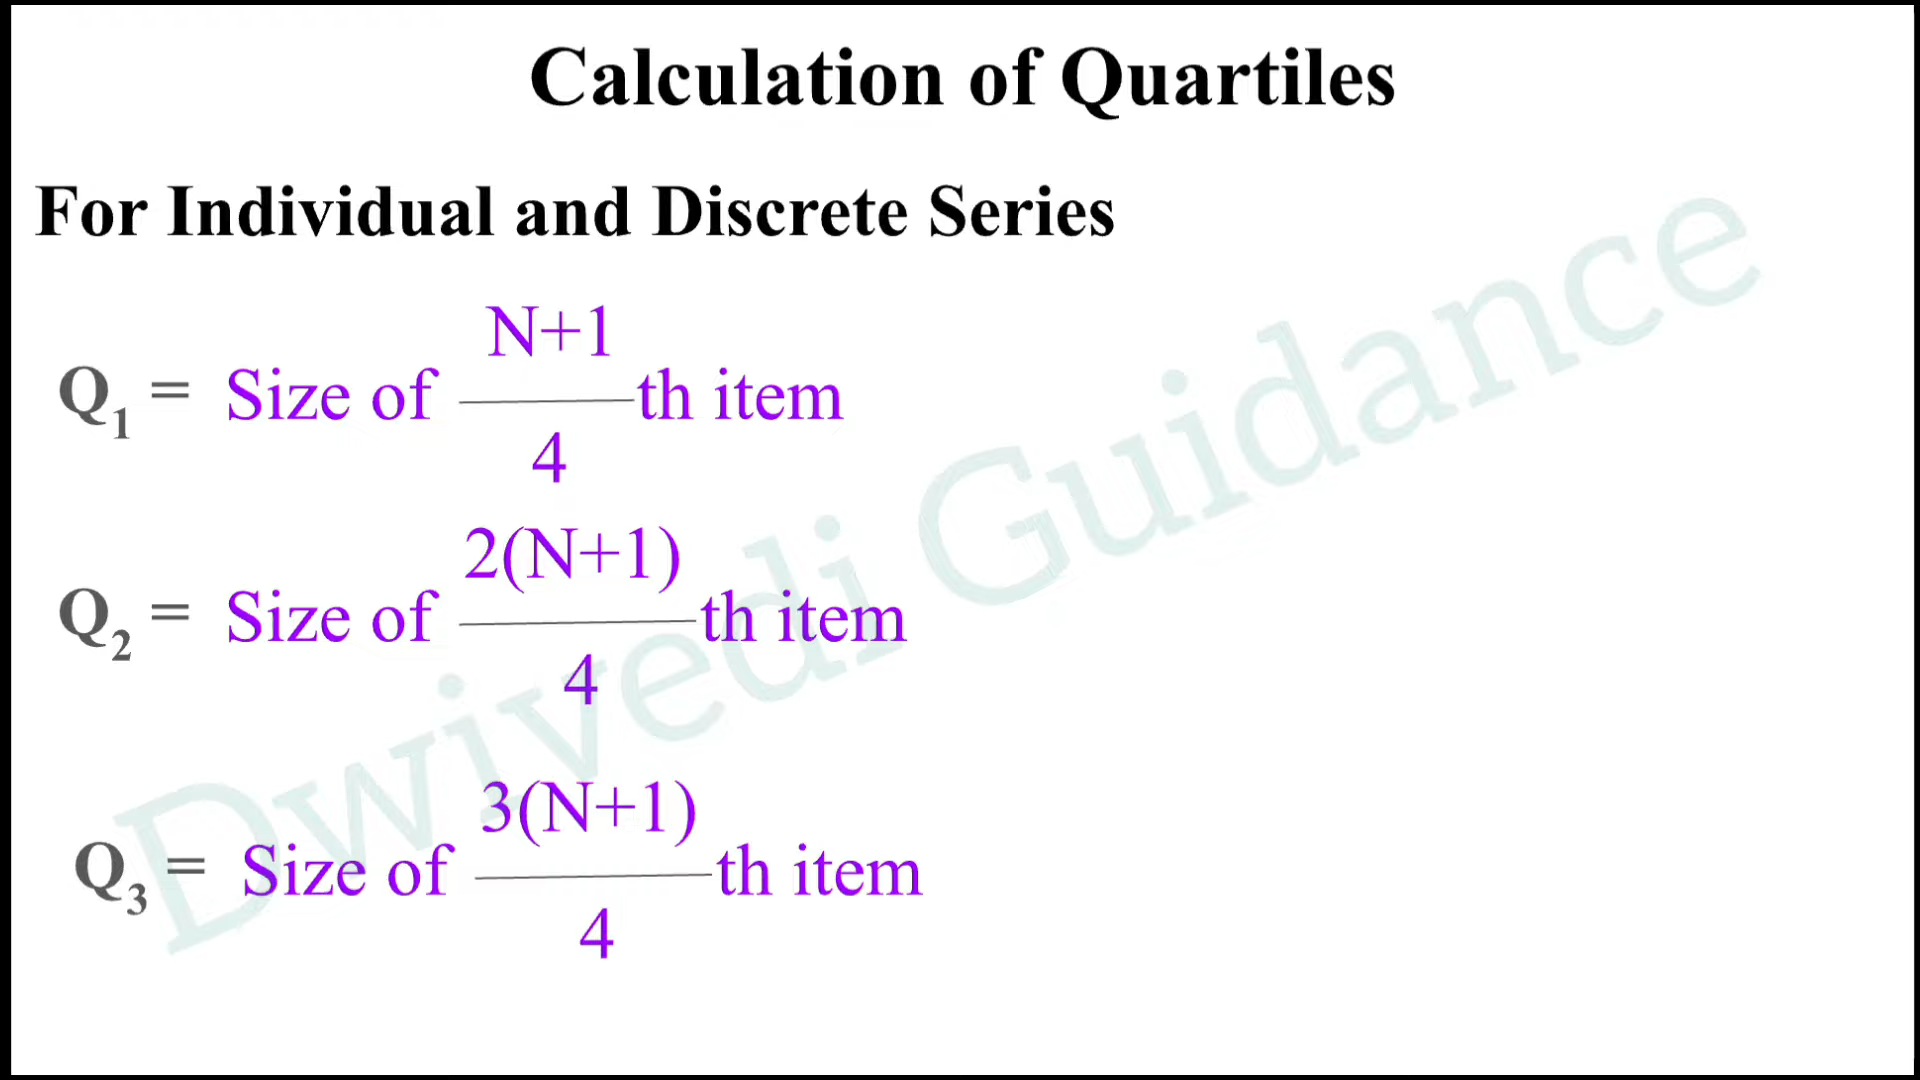 Calculation of Quartiles
For Individual and Discrete Series
Q₁ = Size of (N+1)/4 th item
Q₂ = Size of 2(N+1)/4 th item
Q₃ = Size of 3(N+1)/4 th item
Dwivedi Guidance